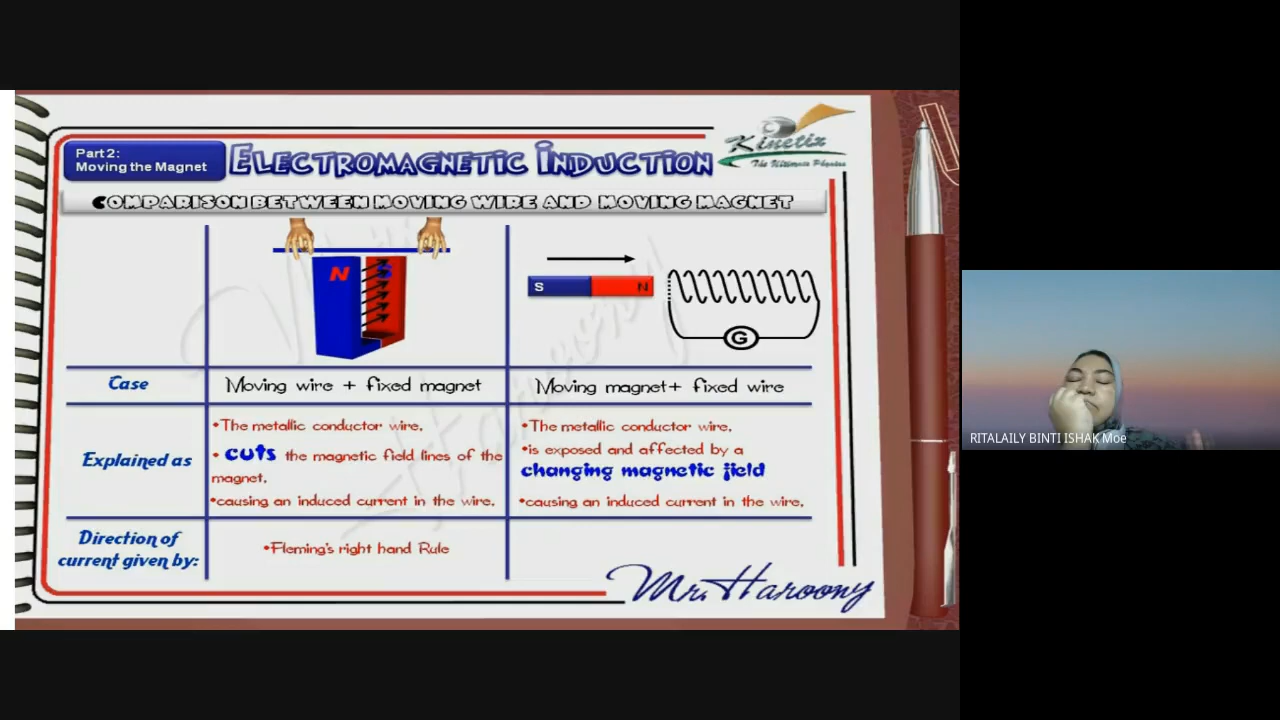 Part 2:
Moving the Magnet
ELECTROMAGNETIC INDUCTION
Kinetix
The Ultimate Physics
COMPARISON BETWEEN MOVING WIRE AND MOVING MAGNET
N
S
S N
G
Case
Moving wire + fixed magnet
Moving magnet+ fixed wire
Explained as
•The metallic conductor wire,
• cuts the magnetic field lines of the
magnet,
•causing an induced current in the wire.
•The metallic conductor wire,
•is exposed and affected by a
changing magnetic field
•causing an induced current in the wire.
Direction of
current given by:
•Fleming's right hand Rule
Mr. Haroony
RITALAILY BINTI ISHAK Moe